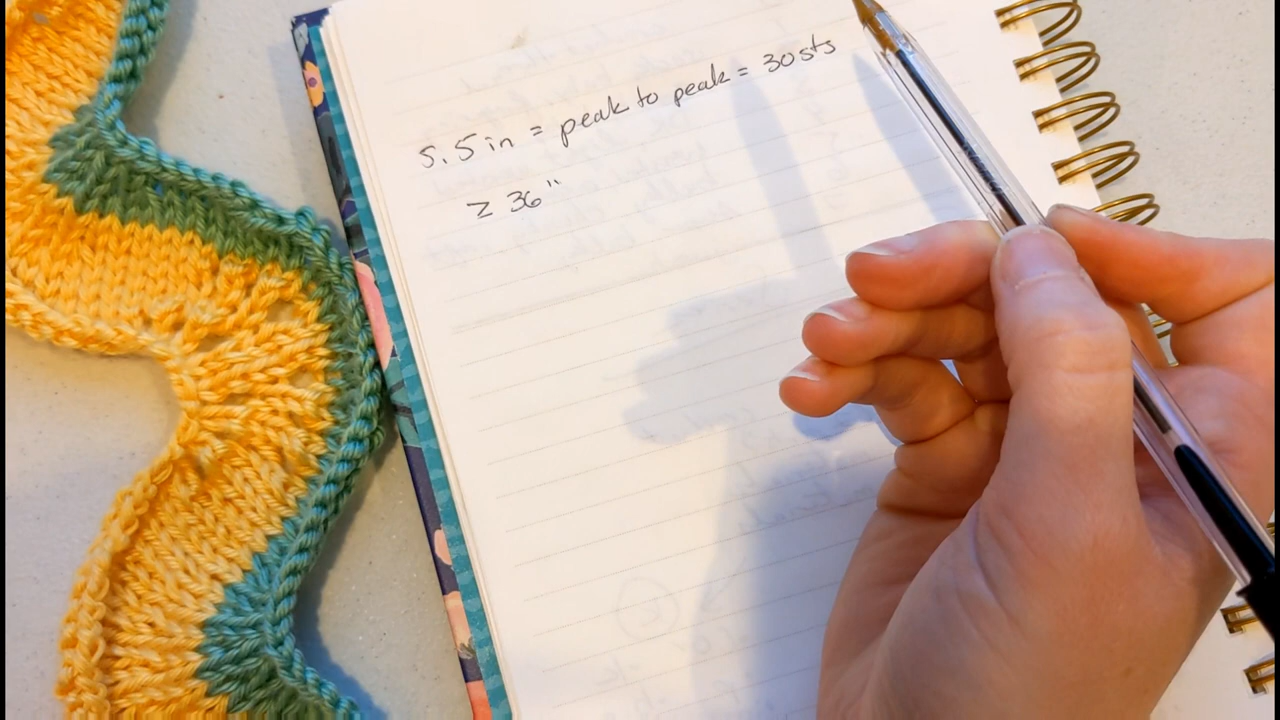 5.5 in = peak to peak = 30 sts
≥ 36"